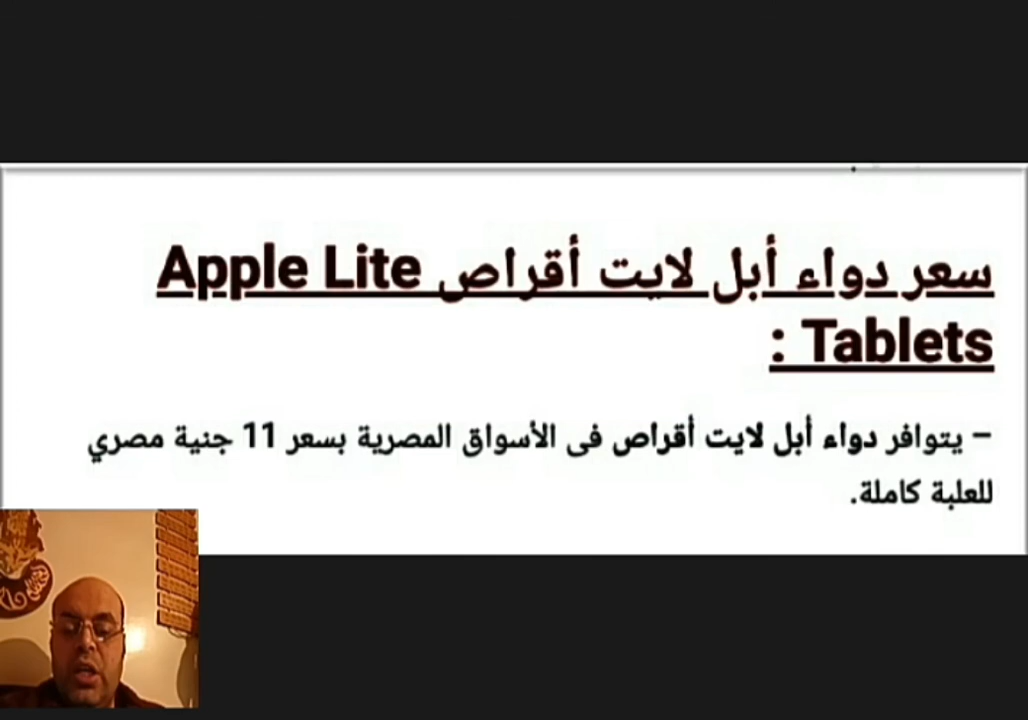 سعر دواء أبل لايت أقراص Apple Lite
Tablets :
– يتوافر دواء أبل لايت أقراص فى الأسواق المصرية بسعر 11 جنية مصري
للعلبة كاملة.